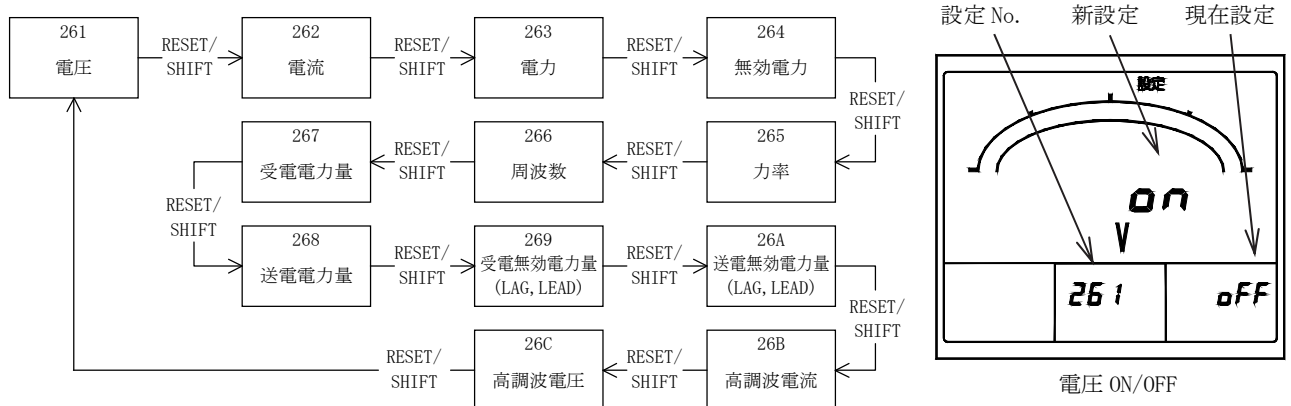 設定 No.
新設定
現在設定
261
電圧
RESET/
SHIFT
262
電流
RESET/
SHIFT
263
電力
RESET/
SHIFT
264
無効電力
RESET/
SHIFT
265
力率
RESET/
SHIFT
266
周波数
RESET/
SHIFT
267
受電電力量
RESET/
SHIFT
268
送電電力量
RESET/
SHIFT
269
受電無効電力量
(LAG, LEAD)
RESET/
SHIFT
26A
送電無効電力量
(LAG, LEAD)
RESET/
SHIFT
26B
高調波電流
RESET/
SHIFT
26C
高調波電圧
RESET/
SHIFT
設定
on
V
261
oFF
電圧 ON/OFF